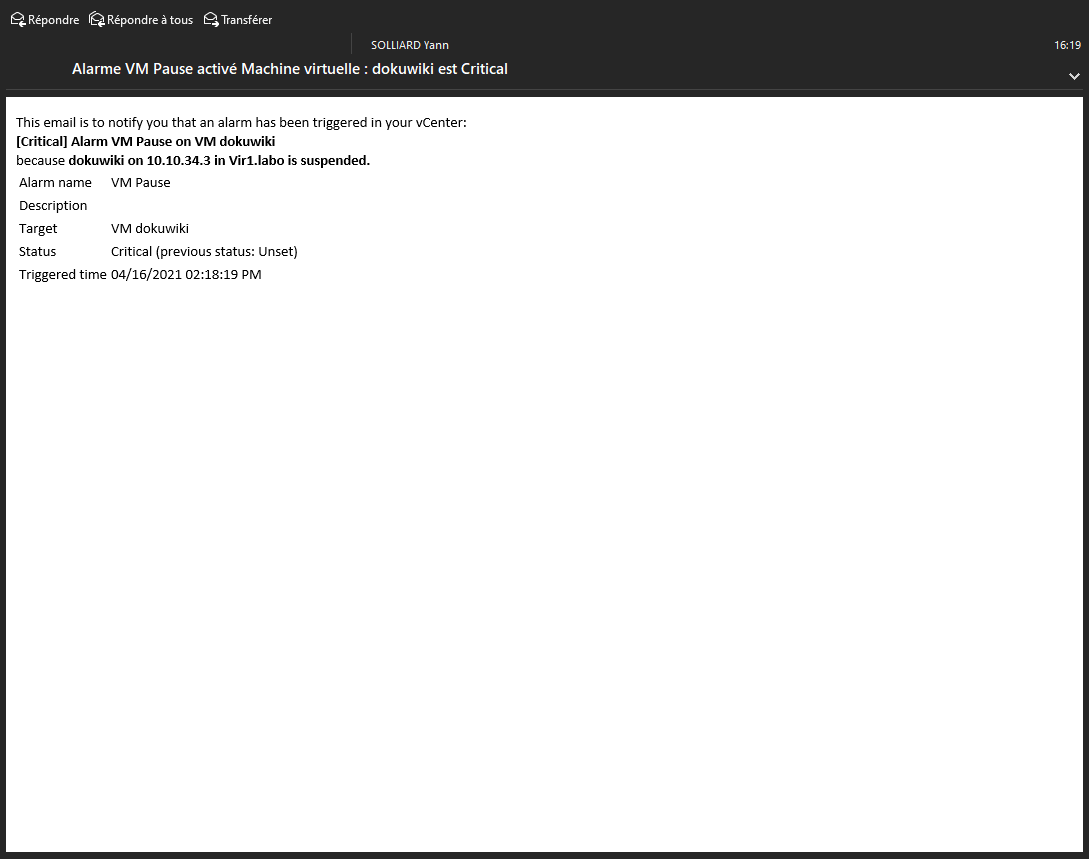 Répondre Répondre à tous Transférer
SOLLIARD Yann 16:19
Alarme VM Pause activé Machine virtuelle : dokuwiki est Critical
This email is to notify you that an alarm has been triggered in your vCenter:
[Critical] Alarm VM Pause on VM dokuwiki
because dokuwiki on 10.10.34.3 in Vir1.labo is suspended.
Alarm name VM Pause
Description
Target VM dokuwiki
Status Critical (previous status: Unset)
Triggered time 04/16/2021 02:18:19 PM